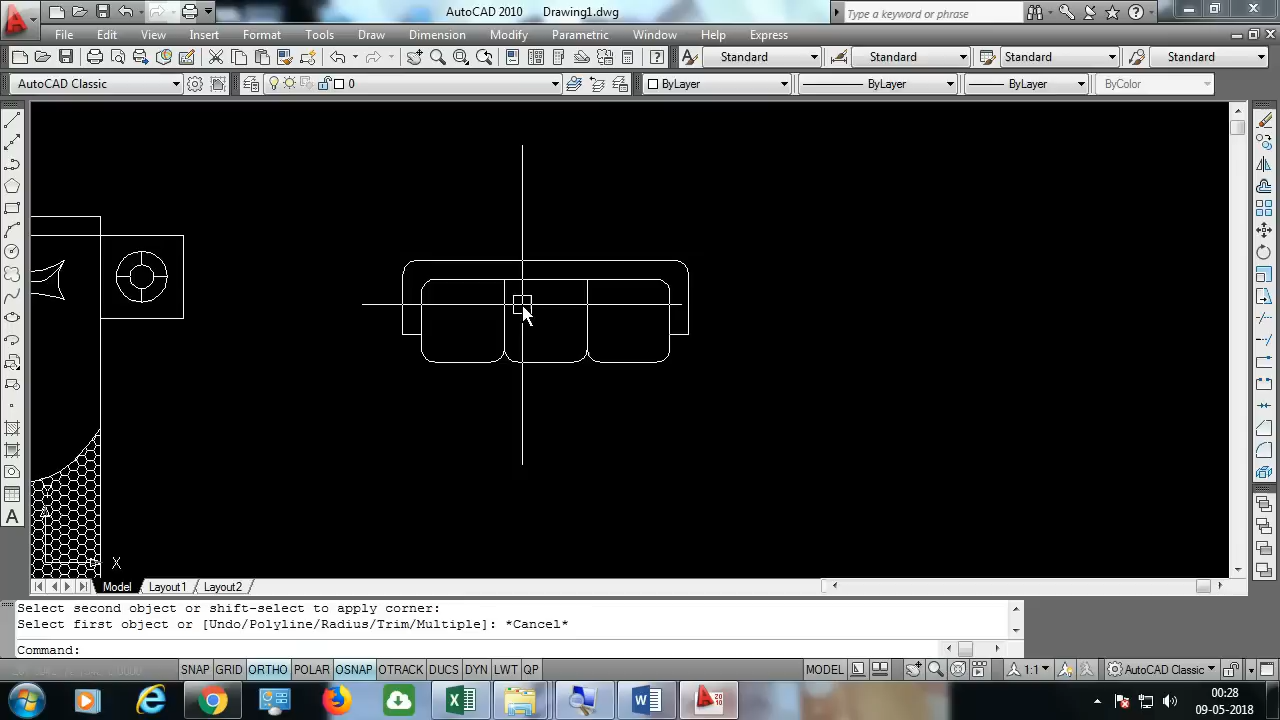 AutoCAD 2010 Drawing1.dwg
Type a keyword or phrase
File Edit View Insert Format Tools Draw Dimension Modify Parametric Window Help Express
Standard Standard Standard Standard
AutoCAD Classic 0 ByLayer ByLayer ByLayer ByColor
X
Model Layout1 Layout2
Select second object or shift-select to apply corner:
Select first object or [Undo/Polyline/Radius/Trim/Multiple]: *Cancel*
Command:
SNAP GRID ORTHO POLAR OSNAP OTRACK DUCS DYN LWT QP MODEL 1:1 AutoCAD Classic
00:28
09-05-2018